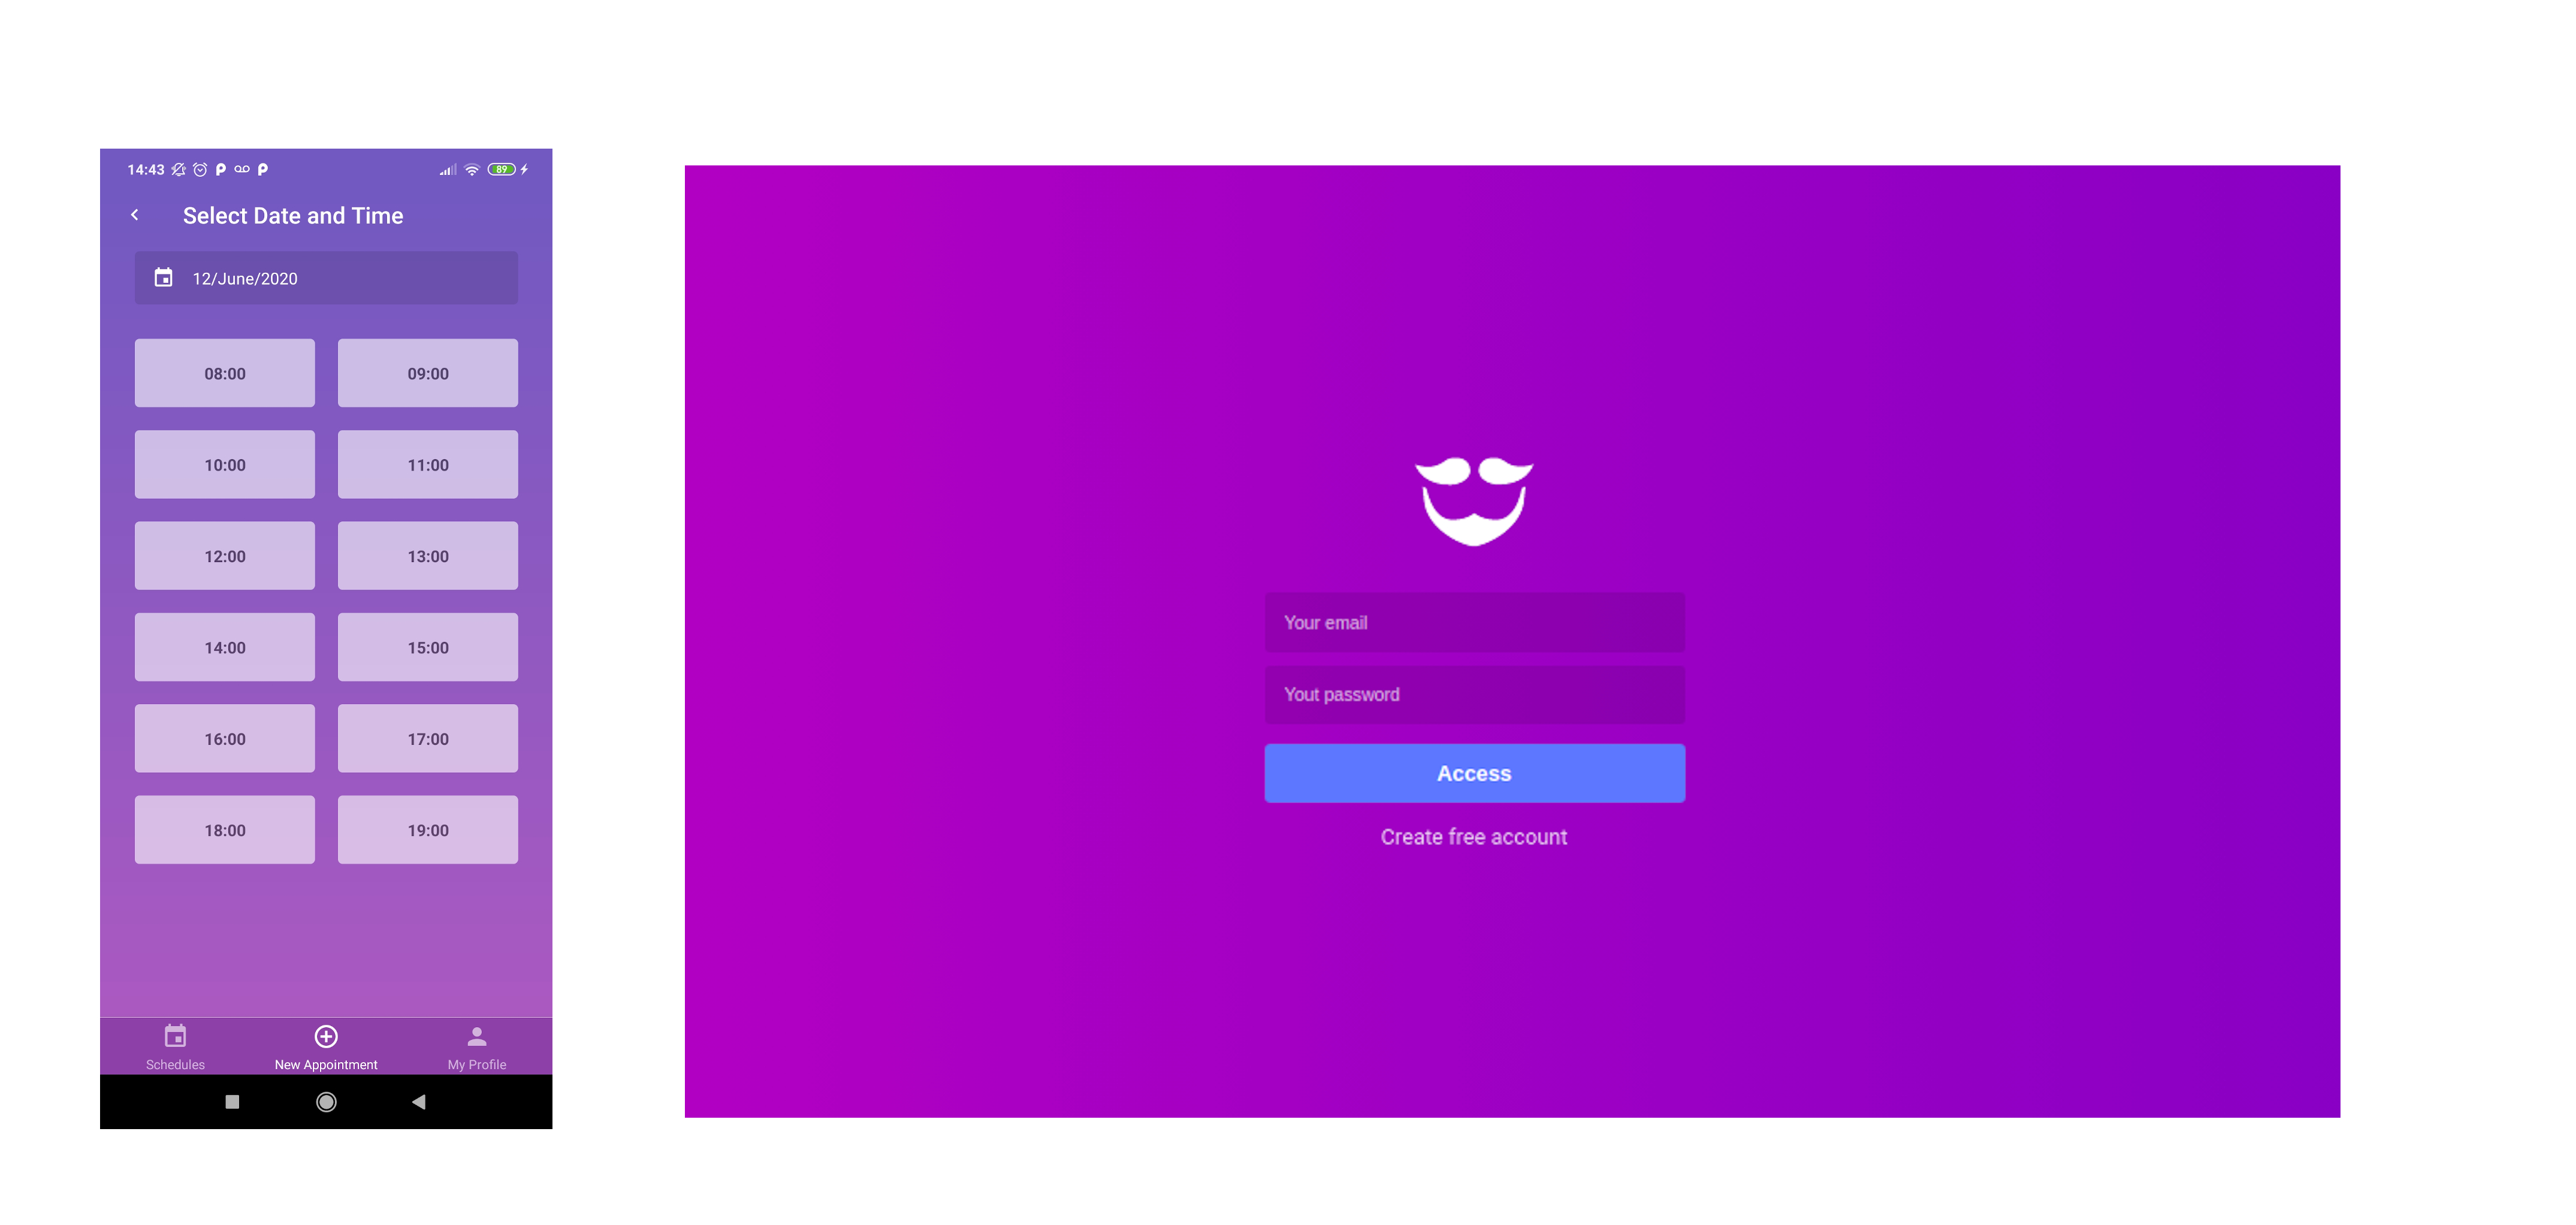 14:43
89
Select Date and Time
12/June/2020
08:00 09:00
10:00 11:00
12:00 13:00
14:00 15:00
16:00 17:00
18:00 19:00
Schedules New Appointment My Profile
Your email
Yout password
Access
Create free account